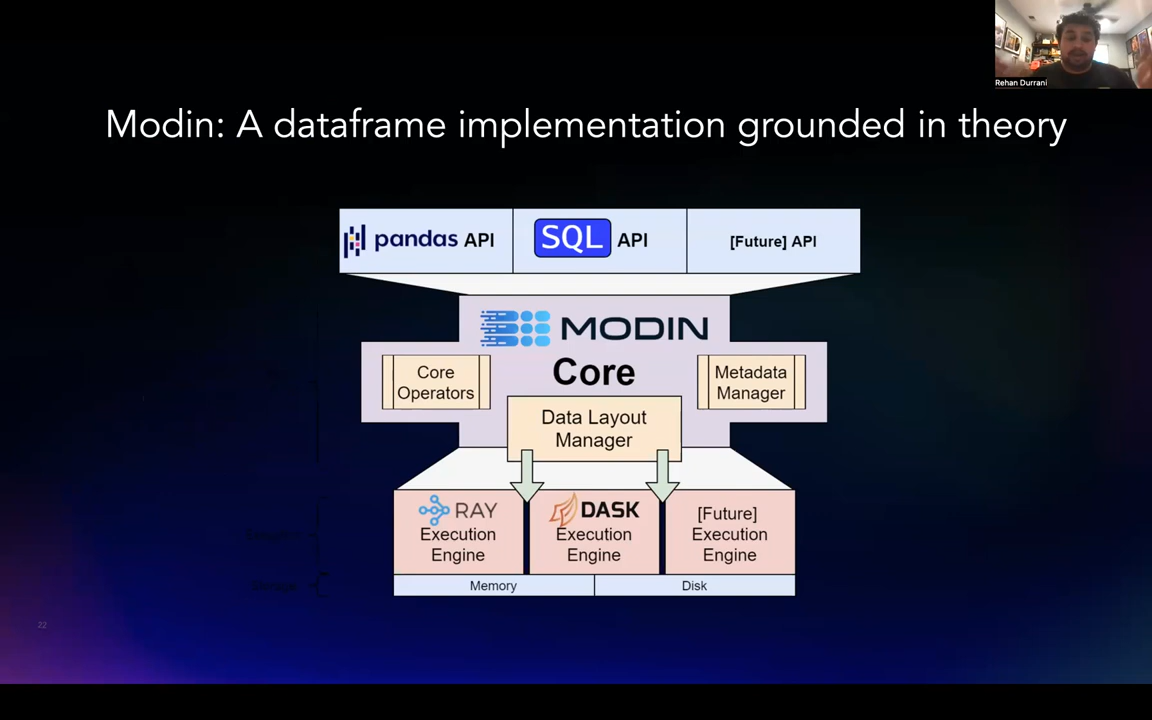 Rehan Durrani
Modin: A dataframe implementation grounded in theory
pandas API
SQL API
[Future] API
MODIN
Core
Core
Operators
Metadata
Manager
Data Layout
Manager
RAY
Execution
Engine
DASK
Execution
Engine
[Future]
Execution
Engine
Memory
Disk
22